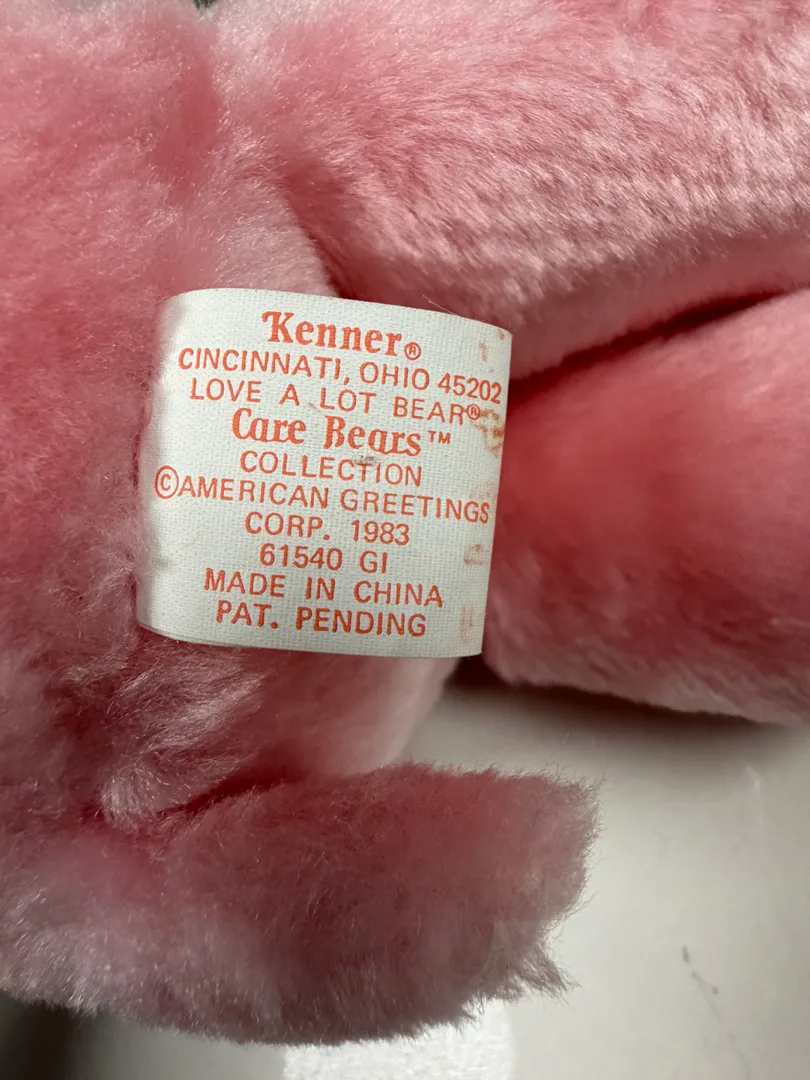 Kenner®
CINCINNATI, OHIO 45202
LOVE A LOT BEAR®
Care Bears™
COLLECTION
©AMERICAN GREETINGS
CORP. 1983
61540 GI
MADE IN CHINA
PAT. PENDING